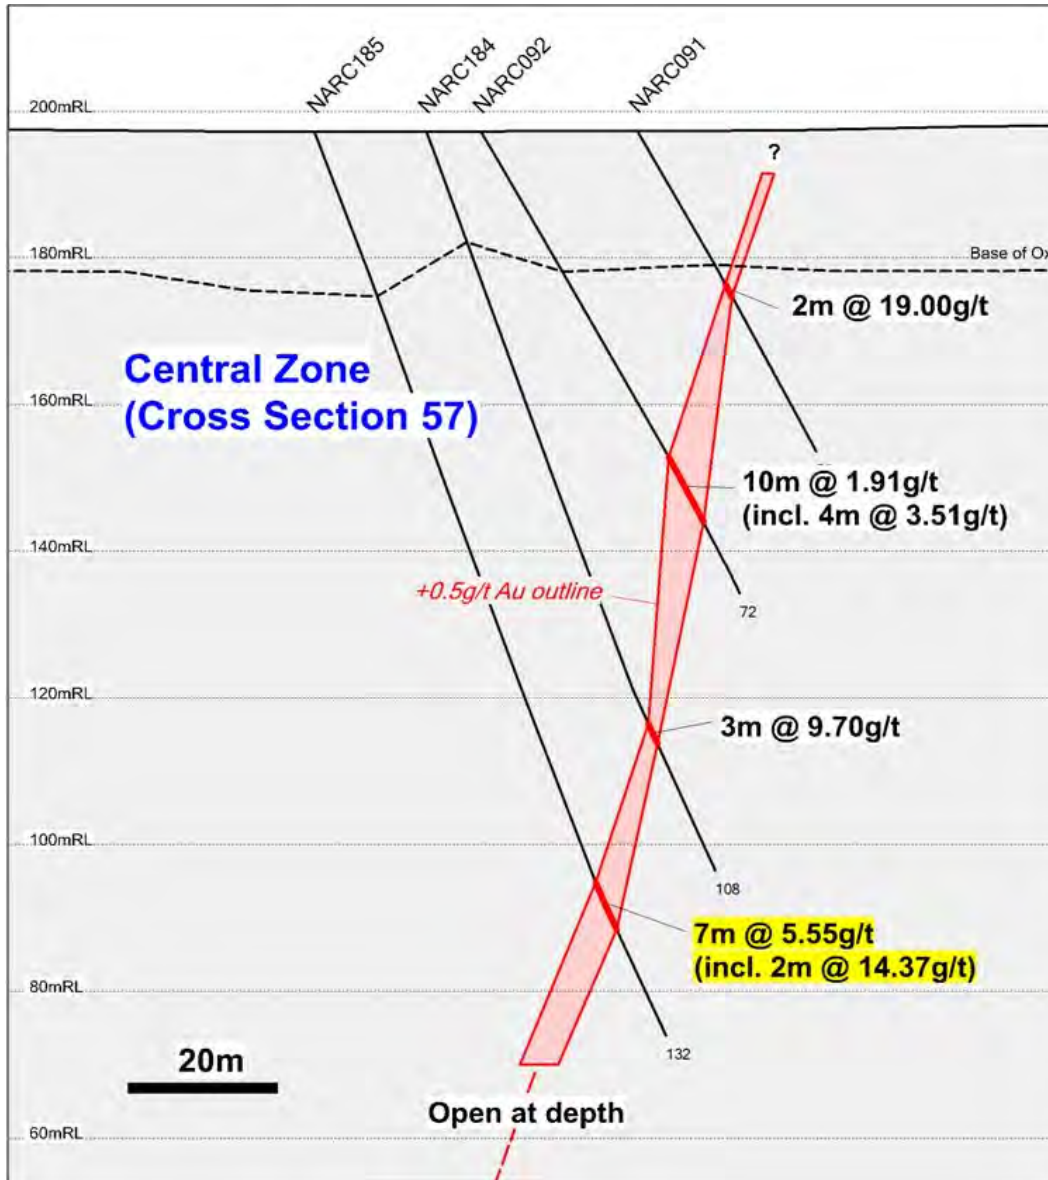 NARC185
NARC184
NARC092
NARC091
200mRL
?
180mRL
Base of Ox
2m @ 19.00g/t
Central Zone
(Cross Section 57)
160mRL
10m @ 1.91g/t
(incl. 4m @ 3.51g/t)
140mRL
+0.5g/t Au outline
72
120mRL
3m @ 9.70g/t
100mRL
108
7m @ 5.55g/t
(incl. 2m @ 14.37g/t)
80mRL
20m
132
Open at depth
60mRL